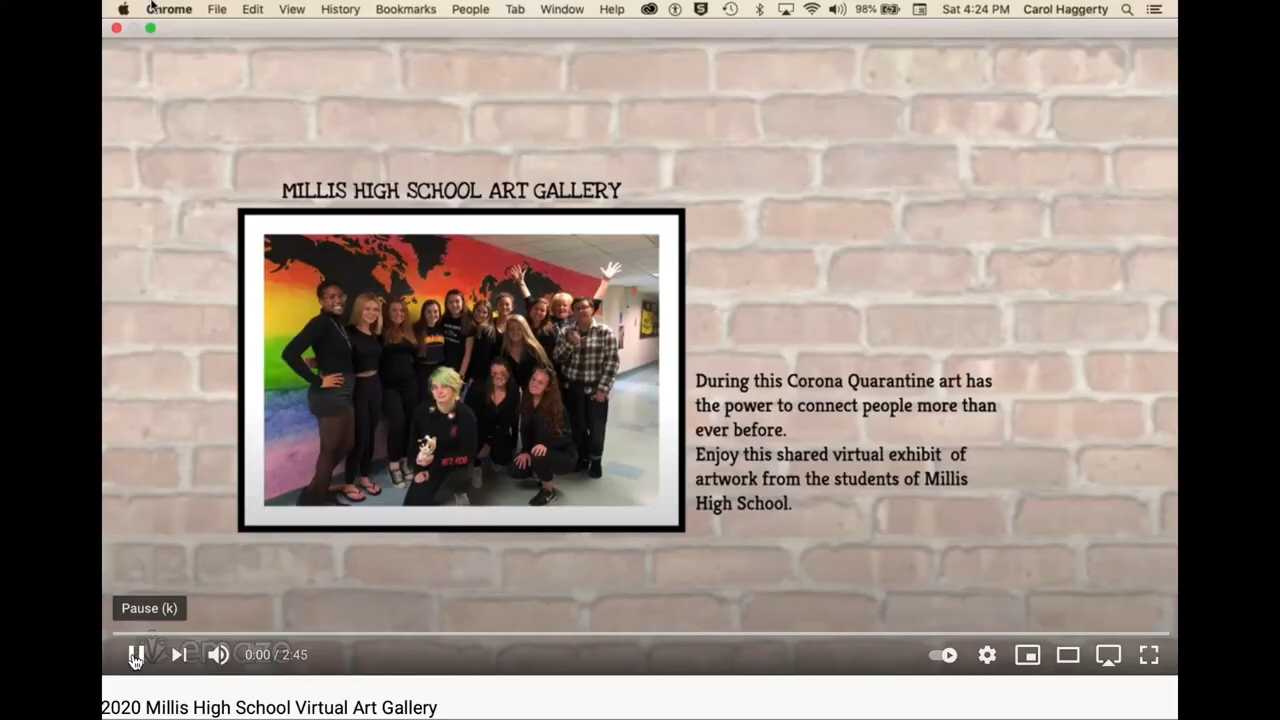 Chrome File Edit View History Bookmarks People Tab Window Help 98% Sat 4:24 PM Carol Haggerty
MILLIS HIGH SCHOOL ART GALLERY
During this Corona Quarantine art has
the power to connect people more than
ever before.
Enjoy this shared virtual exhibit of
artwork from the students of Millis
High School.
Pause (k)
emaze
0:00 / 2:45
2020 Millis High School Virtual Art Gallery